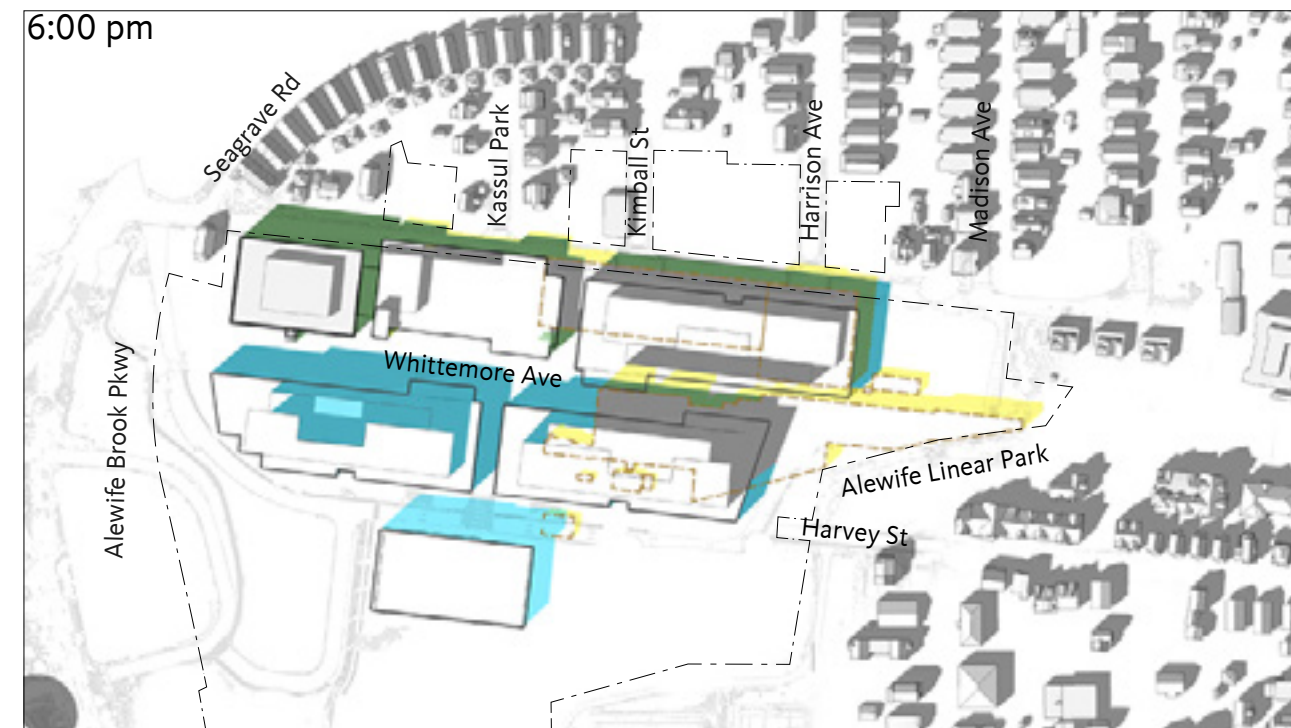 6:00 pm
Seagrave Rd
Kassul Park
Kimball St
Harrison Ave
Madison Ave
Whittemore Ave
Alewife Brook Pkwy
Alewife Linear Park
Harvey St